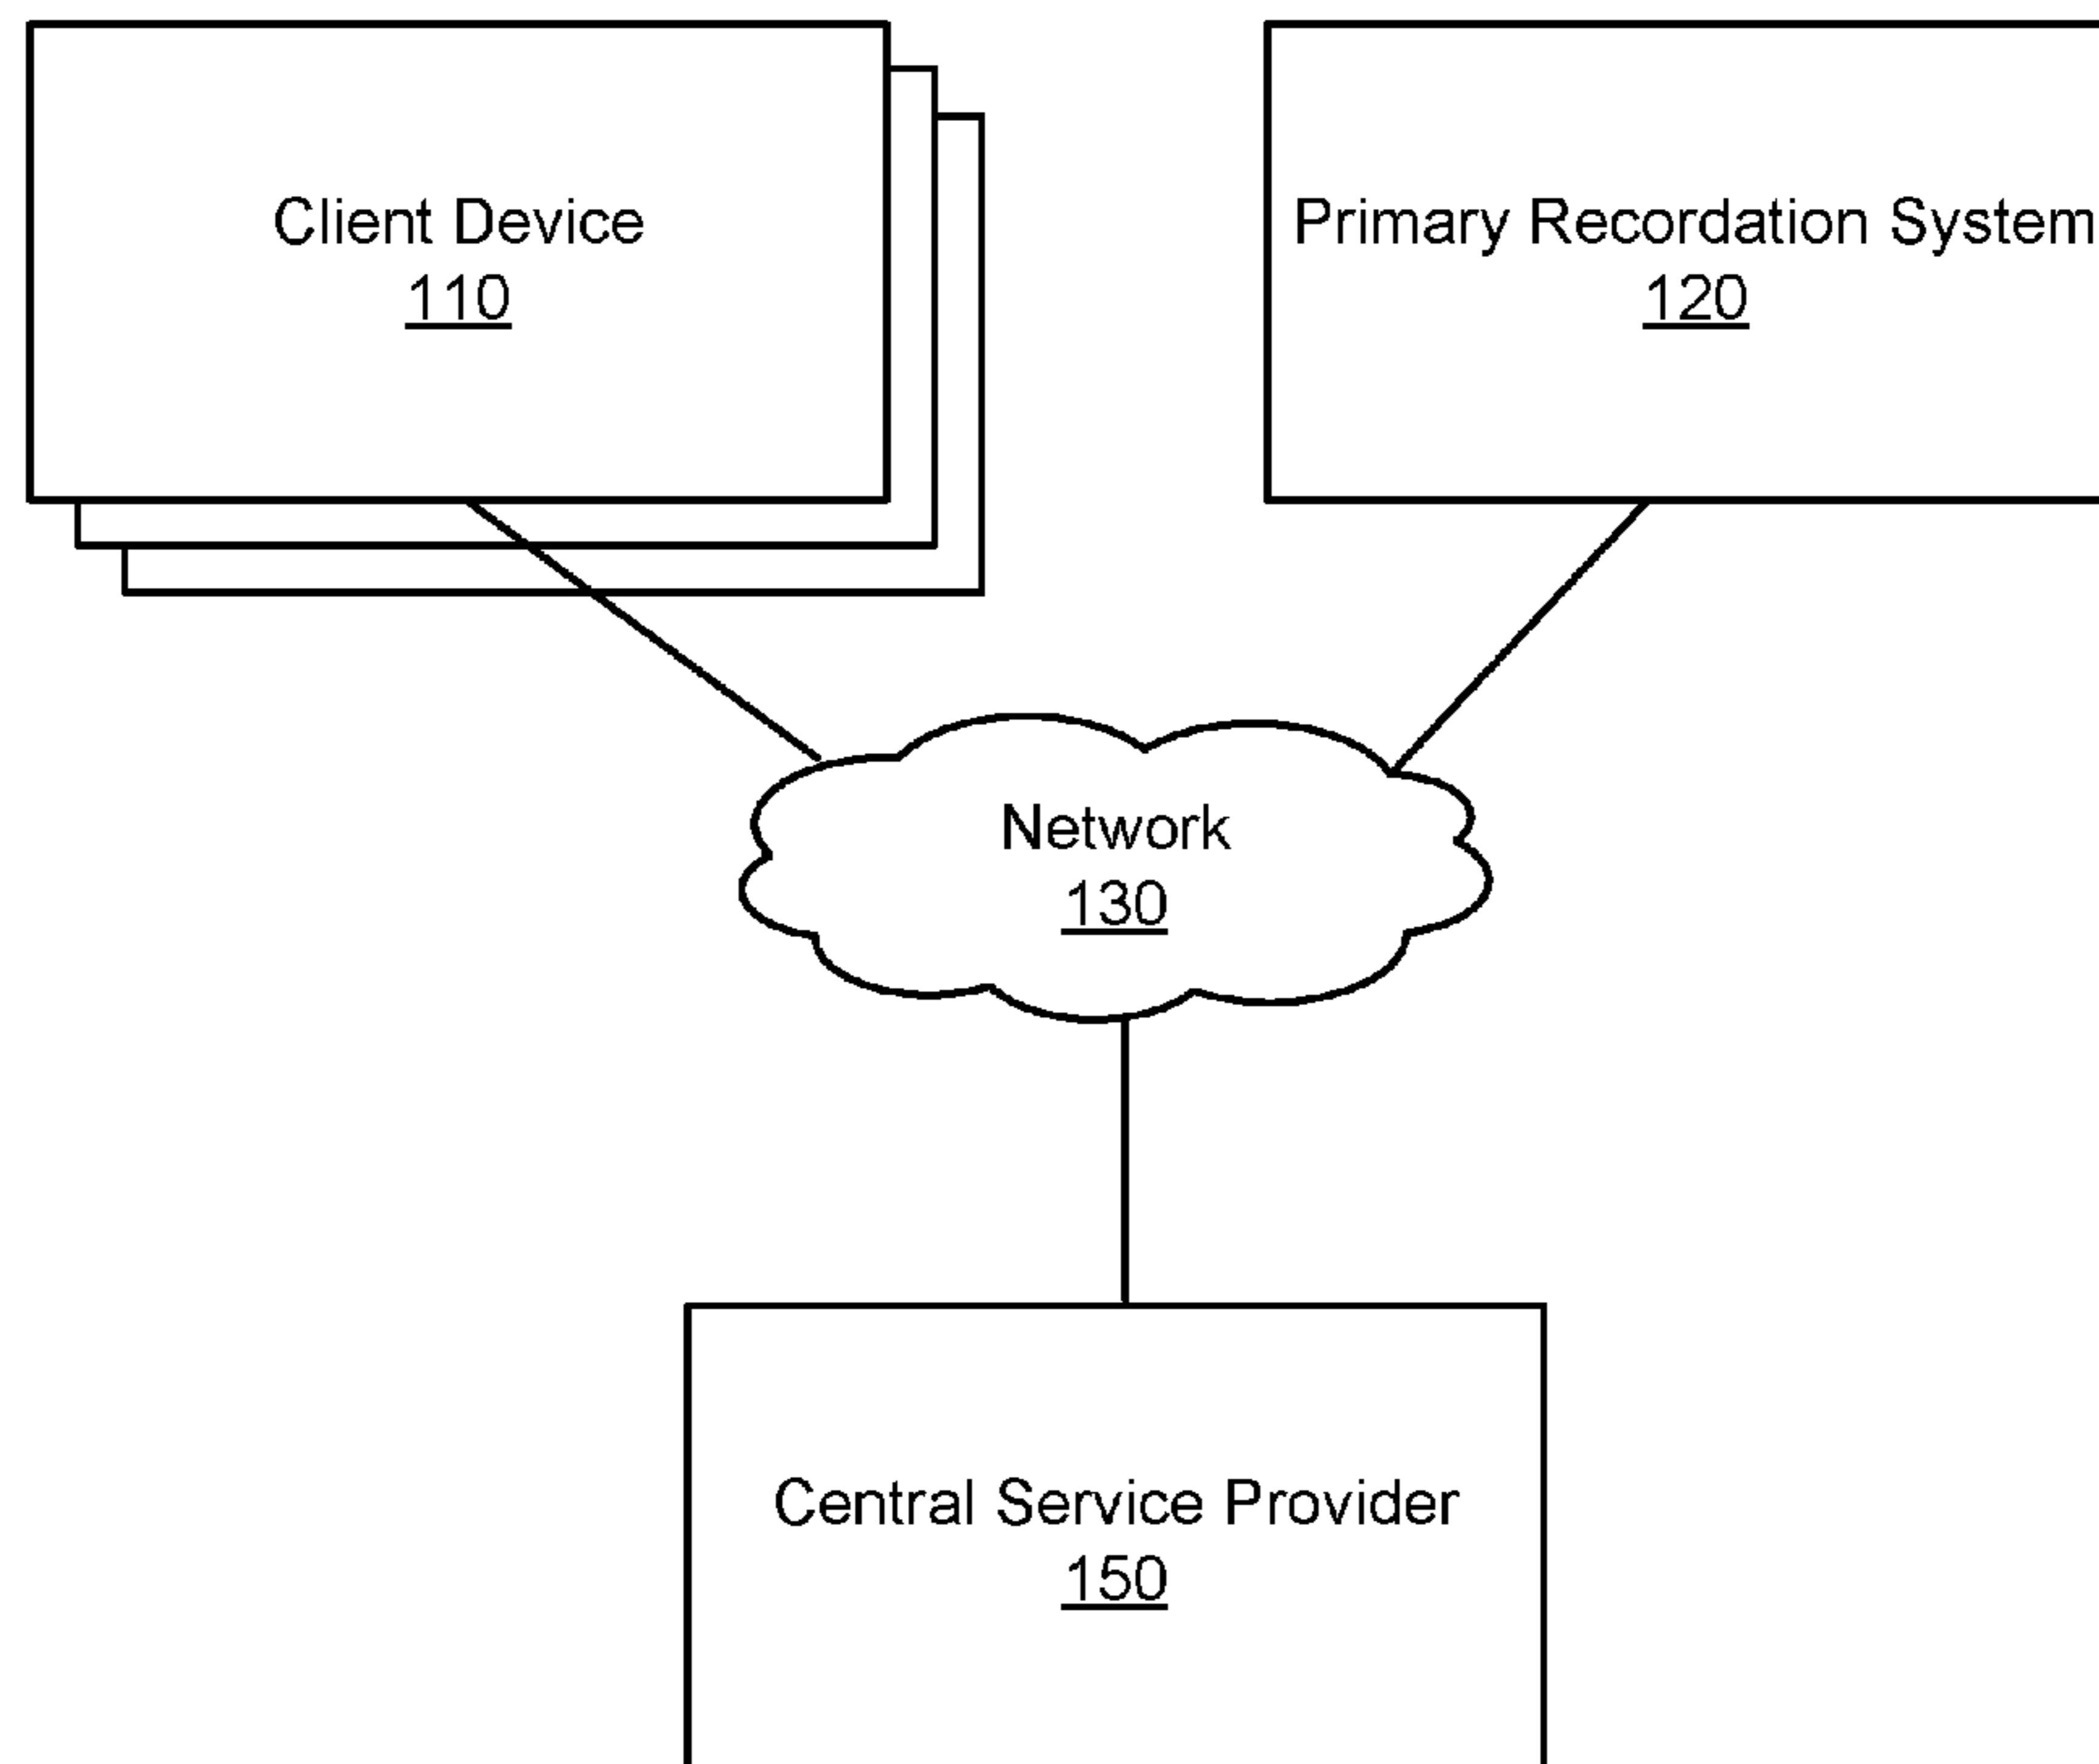 Client Device
110
Primary Recordation System
120
Network
130
Central Service Provider
150